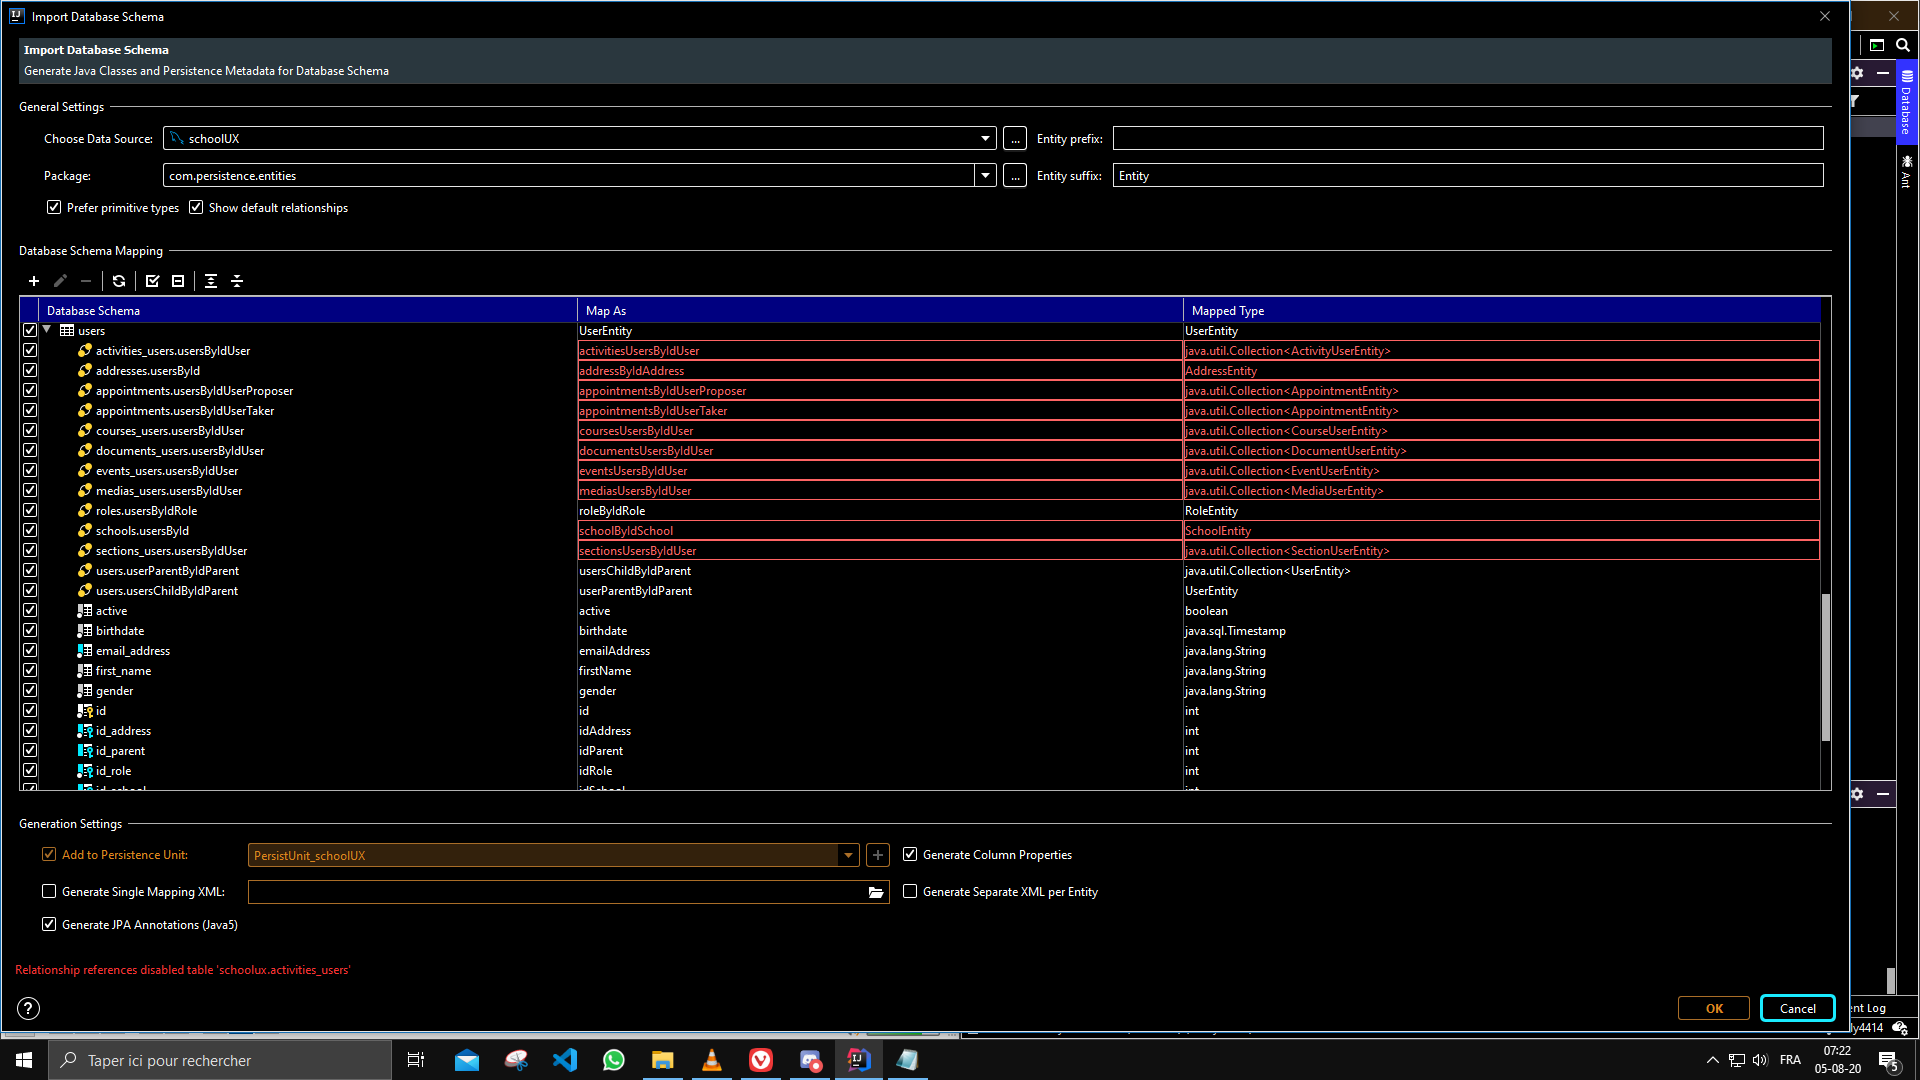 Import Database Schema
Import Database Schema
Generate Java Classes and Persistence Metadata for Database Schema
General Settings
Choose Data Source: schoolUX ... Entity prefix:
Package: com.persistence.entities ... Entity suffix: Entity
Prefer primitive types Show default relationships
Database Schema Mapping
Database Schema Map As Mapped Type
users UserEntity UserEntity
activities_users.usersByIdUser activitiesUsersByIdUser java.util.Collection<ActivityUserEntity>
addresses.usersById addressByIdAddress AddressEntity
appointments.usersByIdUserProposer appointmentsByIdUserProposer java.util.Collection<AppointmentEntity>
appointments.usersByIdUserTaker appointmentsByIdUserTaker java.util.Collection<AppointmentEntity>
courses_users.usersByIdUser coursesUsersByIdUser java.util.Collection<CourseUserEntity>
documents_users.usersByIdUser documentsUsersByIdUser java.util.Collection<DocumentUserEntity>
events_users.usersByIdUser eventsUsersByIdUser java.util.Collection<EventUserEntity>
medias_users.usersByIdUser mediasUsersByIdUser java.util.Collection<MediaUserEntity>
roles.usersByIdRole roleByIdRole RoleEntity
schools.usersById schoolByIdSchool SchoolEntity
sections_users.usersByIdUser sectionsUsersByIdUser java.util.Collection<SectionUserEntity>
users.userParentByIdParent usersChildByIdParent java.util.Collection<UserEntity>
users.usersChildByIdParent userParentByIdParent UserEntity
active active boolean
birthdate birthdate java.sql.Timestamp
email_address emailAddress java.lang.String
first_name firstName java.lang.String
gender gender java.lang.String
id id int
id_address idAddress int
id_parent idParent int
id_role idRole int
id_school idSchool int
Generation Settings
Add to Persistence Unit: PersistUnit_schoolUX Generate Column Properties
Generate Single Mapping XML: Generate Separate XML per Entity
Generate JPA Annotations (Java5)
Relationship references disabled table 'schoolux.activities_users'
? OK Cancel
Database
Ant
ent Log
ly4414
Taper ici pour rechercher
FRA
07:22
05-08-20
5